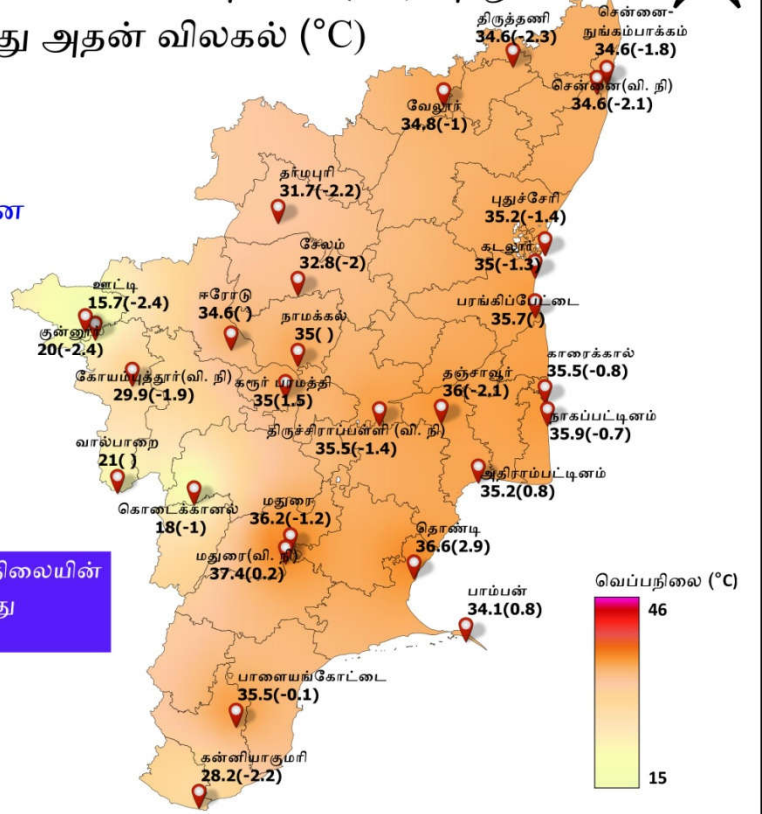 து அதன் விலகல் (°C)
திருத்தணி
34.6(-2.3)
சென்னை-
நுங்கம்பாக்கம்
34.6(-1.8)
சென்னை(வி. நி)
34.6(-2.1)
வேலூர்
34.8(-1)
தர்மபுரி
31.7(-2.2)
புதுச்சேரி
35.2(-1.4)
ன
சேலம்
32.8(-2)
கடலூர்
35(-1.3)
ஊட்டி
15.7(-2.4)
ஈரோடு
34.6( )
பரங்கிப்பேட்டை
35.7( )
நாமக்கல்
35( )
குன்னூர்
20(-2.4)
காரைக்கால்
35.5(-0.8)
கோயம்புத்தூர்(வி. நி)
29.9(-1.9)
கரூர் பரமத்தி
35(1.5)
தஞ்சாவூர்
36(-2.1)
நாகப்பட்டினம்
35.9(-0.7)
திருச்சிராப்பள்ளி (வி. நி)
35.5(-1.4)
வால்பாறை
21( )
அதிராம்பட்டினம்
35.2(0.8)
கொடைக்கானல்
18(-1)
மதுரை
36.2(-1.2)
தொண்டி
36.6(2.9)
மதுரை(வி. நி)
37.4(0.2)
நிலையின்
து
பாம்பன்
34.1(0.8)
வெப்பநிலை (°C)
46
15
பாளையங்கோட்டை
35.5(-0.1)
கன்னியாகுமரி
28.2(-2.2)